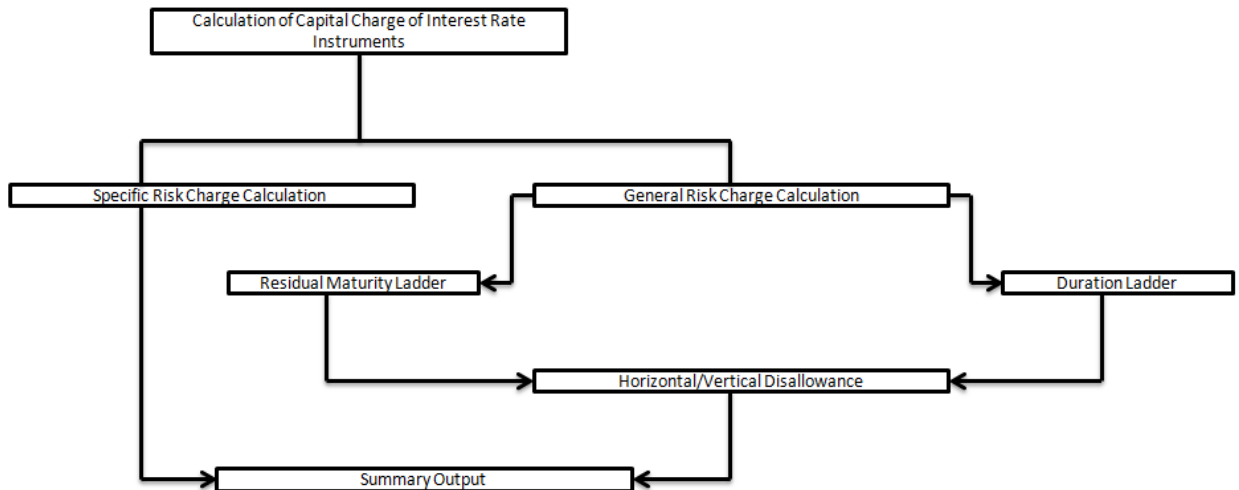 Calculation of Capital Charge of Interest Rate
Instruments
Specific Risk Charge Calculation
General Risk Charge Calculation
Residual Maturity Ladder
Duration Ladder
Horizontal/Vertical Disallowance
Summary Output